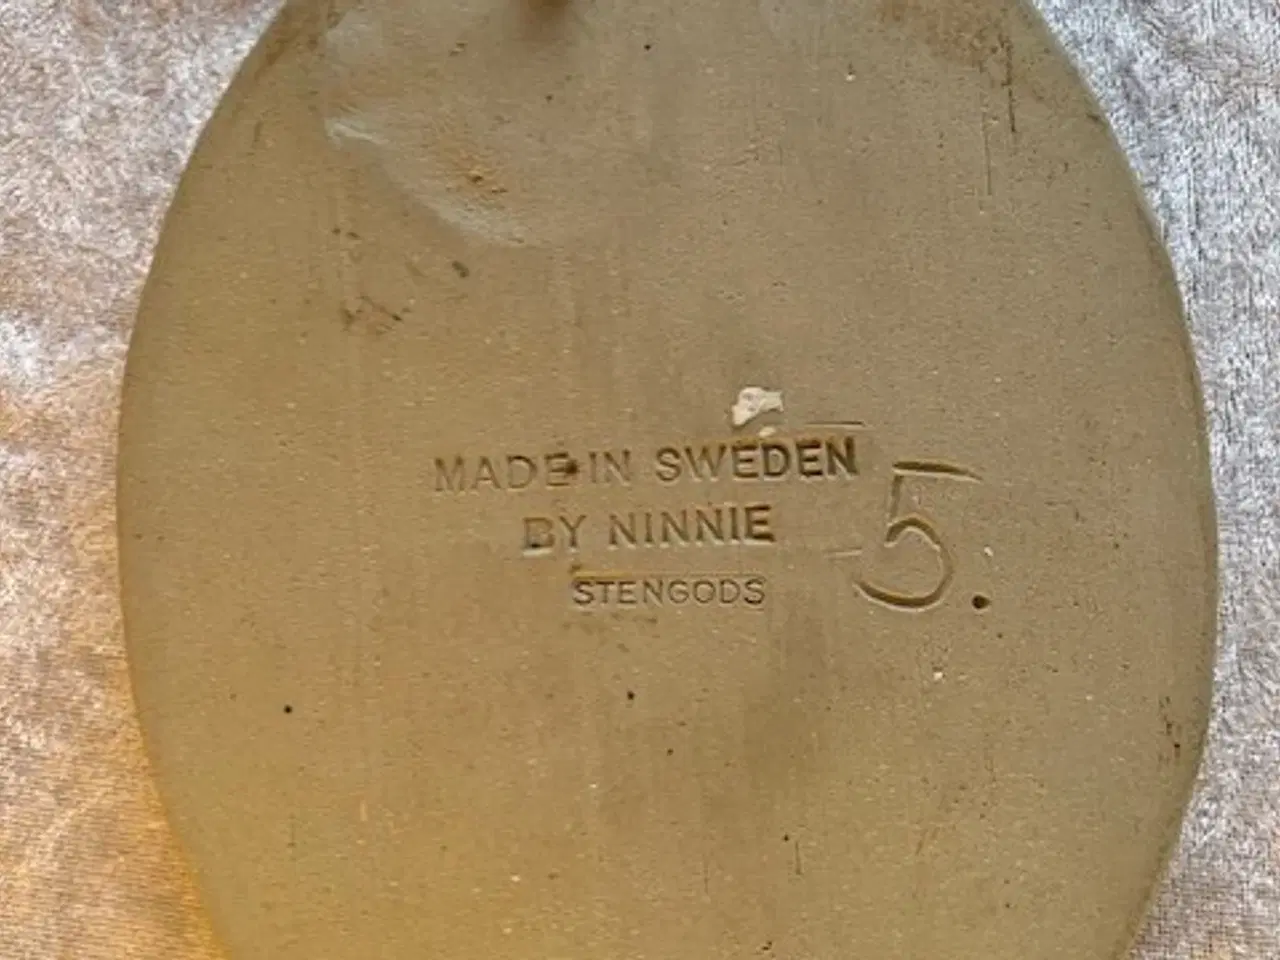 MADE IN SWEDEN
BY NINNIE
STENGODS
5.